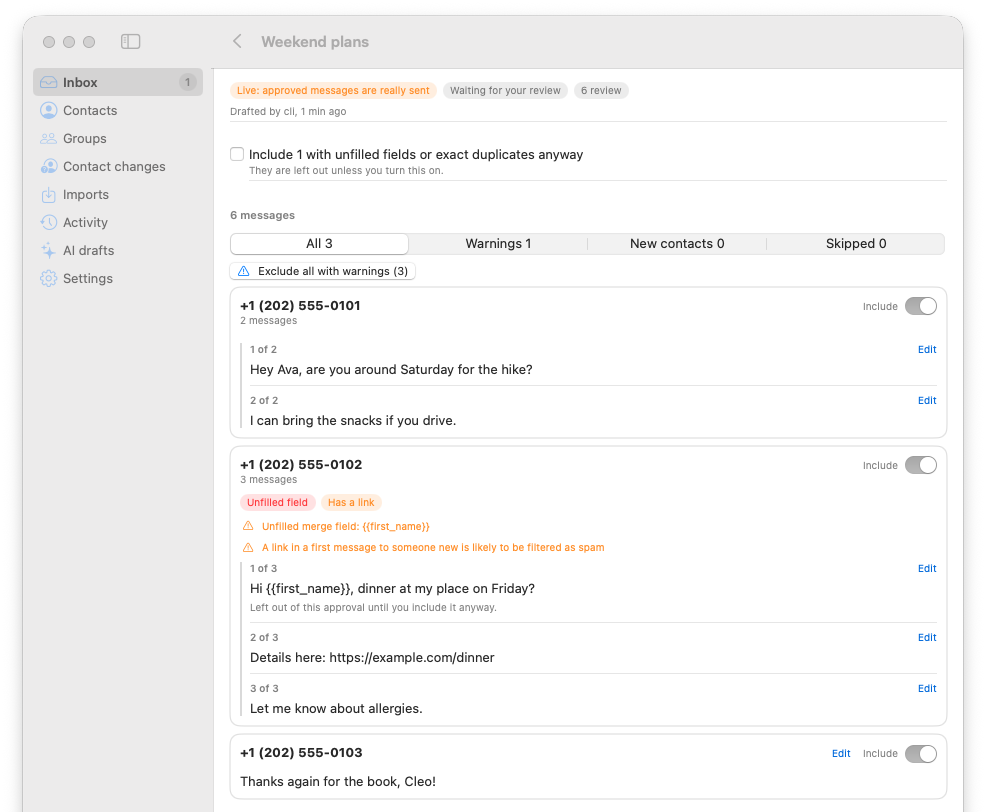 Weekend plans
Inbox 1
Contacts
Groups
Contact changes
Imports
Activity
AI drafts
Settings
Live: approved messages are really sent Waiting for your review 6 review
Drafted by cli, 1 min ago
Include 1 with unfilled fields or exact duplicates anyway
They are left out unless you turn this on.
6 messages
All 3 Warnings 1 New contacts 0 Skipped 0
Exclude all with warnings (3)
+1 (202) 555-0101 Include
2 messages
1 of 2 Edit
Hey Ava, are you around Saturday for the hike?
2 of 2 Edit
I can bring the snacks if you drive.
+1 (202) 555-0102 Include
3 messages
Unfilled field Has a link
Unfilled merge field: {{first_name}}
A link in a first message to someone new is likely to be filtered as spam
1 of 3 Edit
Hi {{first_name}}, dinner at my place on Friday?
Left out of this approval until you include it anyway.
2 of 3 Edit
Details here: https://example.com/dinner
3 of 3 Edit
Let me know about allergies.
+1 (202) 555-0103 Edit Include
Thanks again for the book, Cleo!